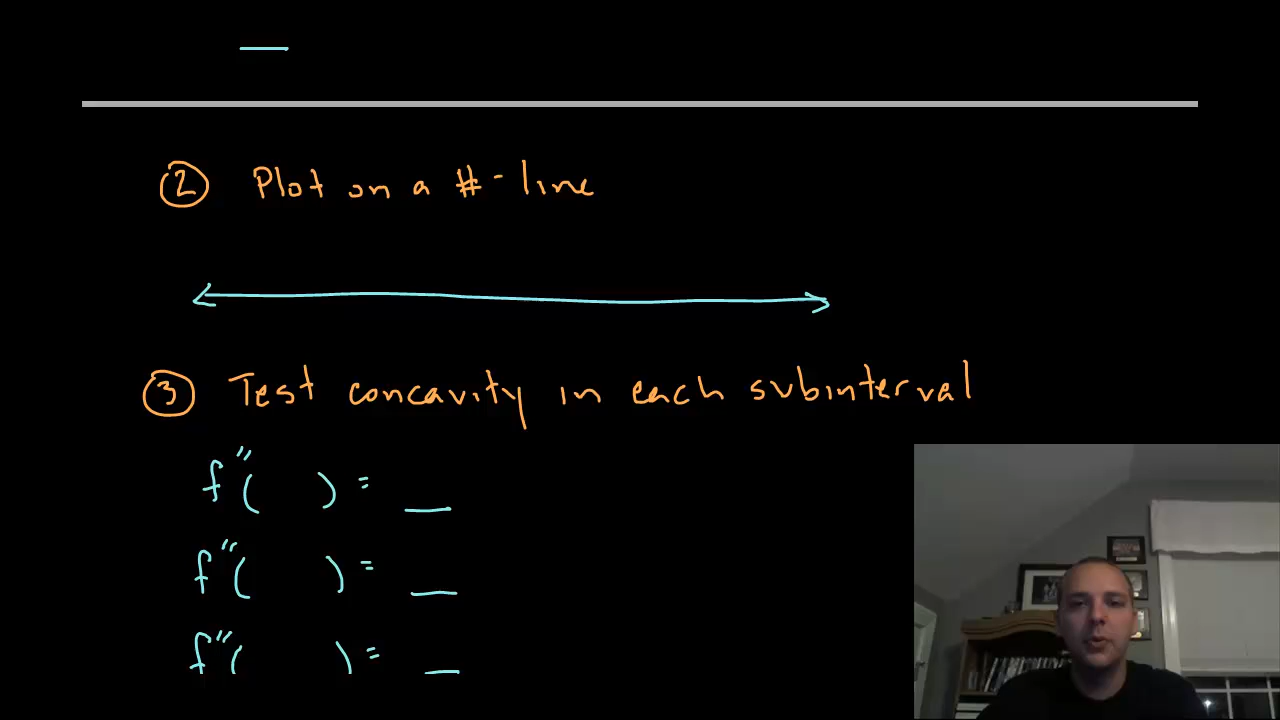 ② Plot on a #-line
③ Test concavity in each subinterval
f"( ) = __
f"( ) = __
f"( ) = __